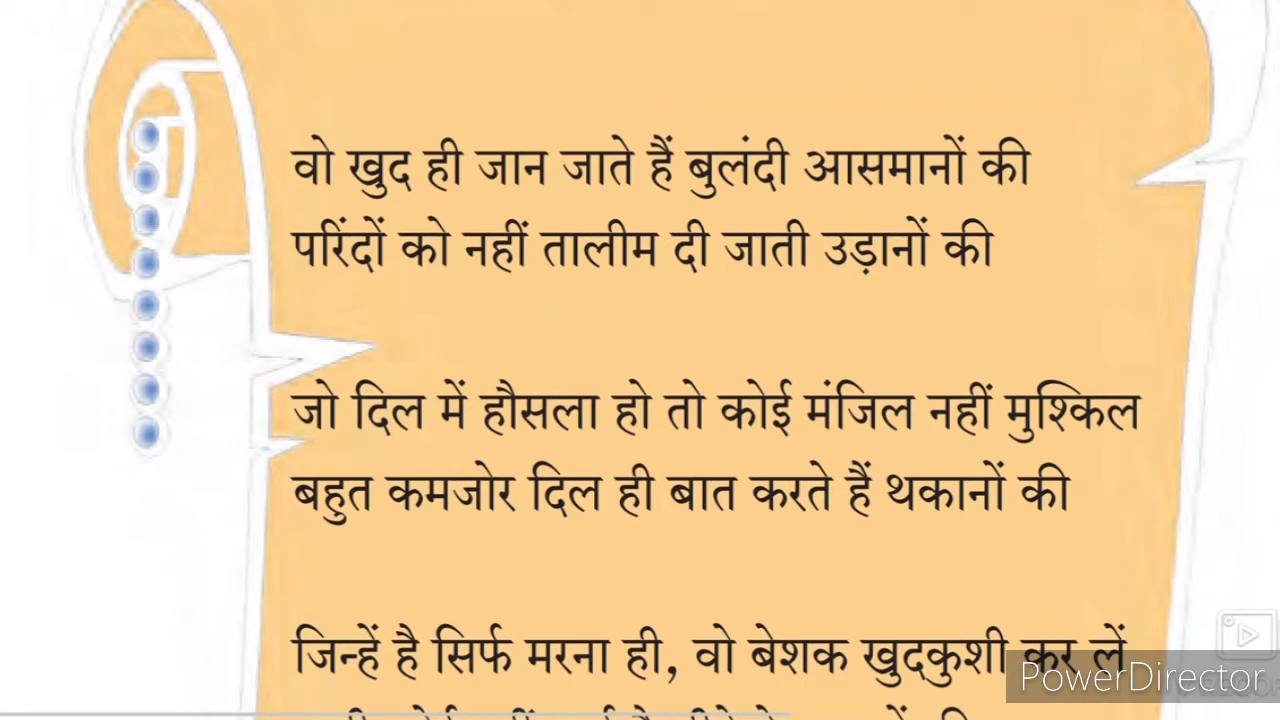 वो खुद ही जान जाते हैं बुलंदी आसमानों की
परिंदों को नहीं तालीम दी जाती उड़ानों की
जो दिल में हौसला हो तो कोई मंजिल नहीं मुश्किल
बहुत कमजोर दिल ही बात करते हैं थकानों की
जिन्हें है सिर्फ मरना ही, वो बेशक खुदकुशी कर लें
PowerDirector